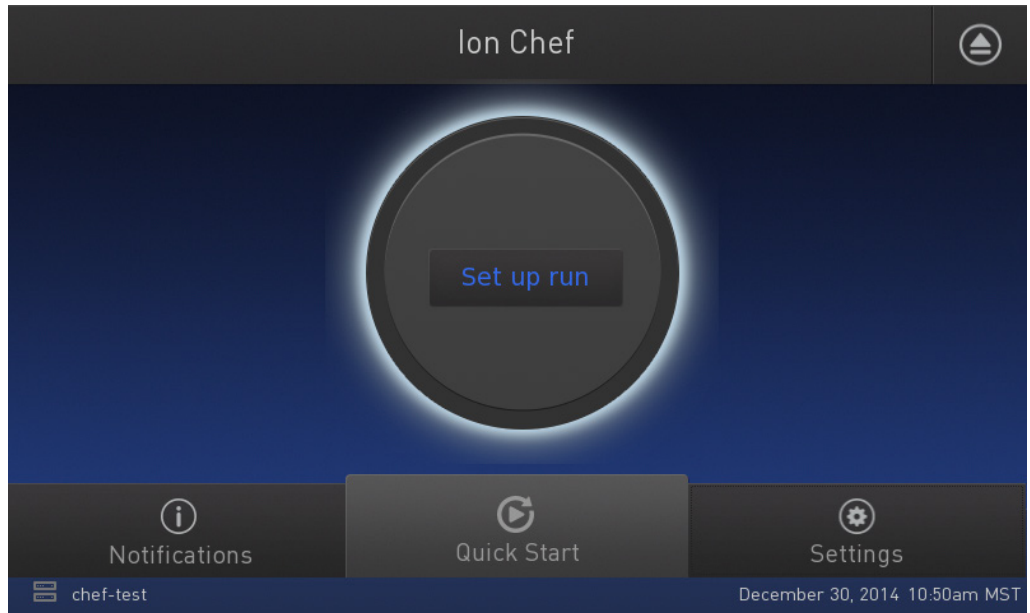 Ion Chef
Set up run
Notifications
Quick Start
Settings
chef-test
December 30, 2014 10:50am MST